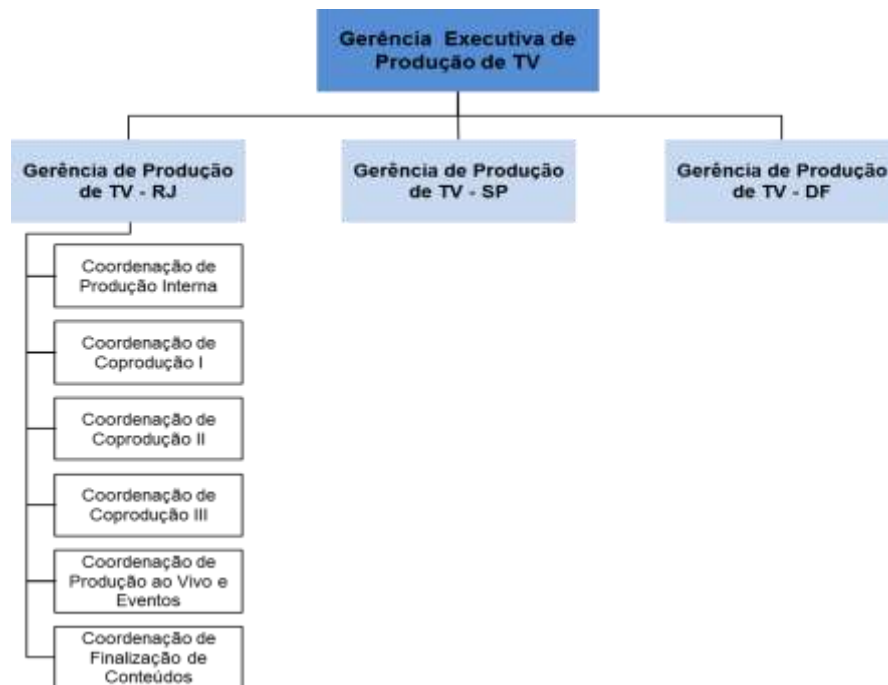 Gerência Executiva de
Produção de TV
Gerência de Produção
de TV - RJ
Gerência de Produção
de TV - SP
Gerência de Produção
de TV - DF
Coordenação de
Produção Interna
Coordenação de
Coprodução I
Coordenação de
Coprodução II
Coordenação de
Coprodução III
Coordenação de
Produção ao Vivo e
Eventos
Coordenação de
Finalização de
Conteúdos